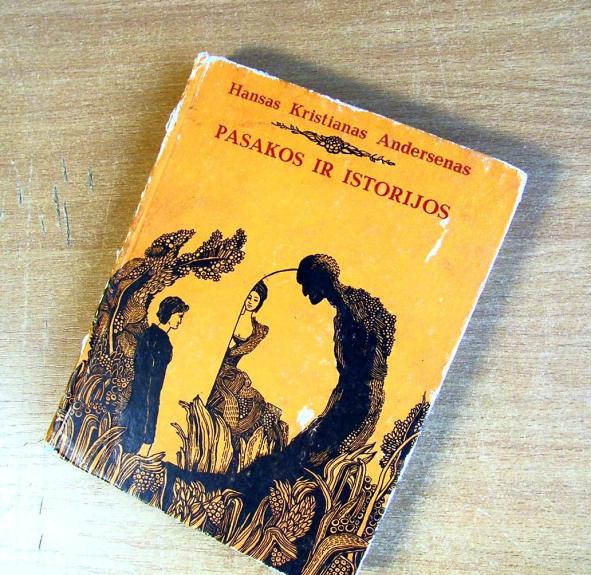 Hansas Kristianas Andersenas
PASAKOS IR ISTORIJOS